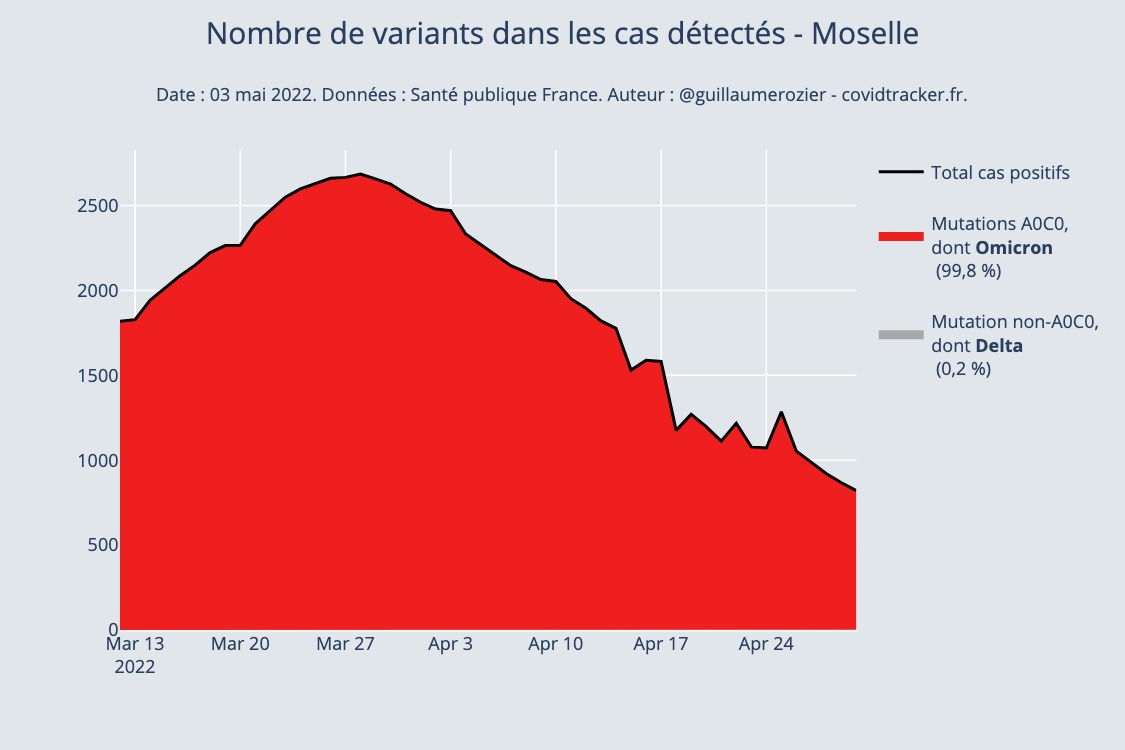 Nombre de variants dans les cas détectés - Moselle
Date : 03 mai 2022. Données : Santé publique France. Auteur : @guillaumerozier - covidtracker.fr.
2500
2000
1500
1000
500
0
Mar 13
2022
Mar 20
Mar 27
Apr 3
Apr 10
Apr 17
Apr 24
Total cas positifs
Mutations A0C0,
dont Omicron
(99,8 %)
Mutation non-A0C0,
dont Delta
(0,2 %)